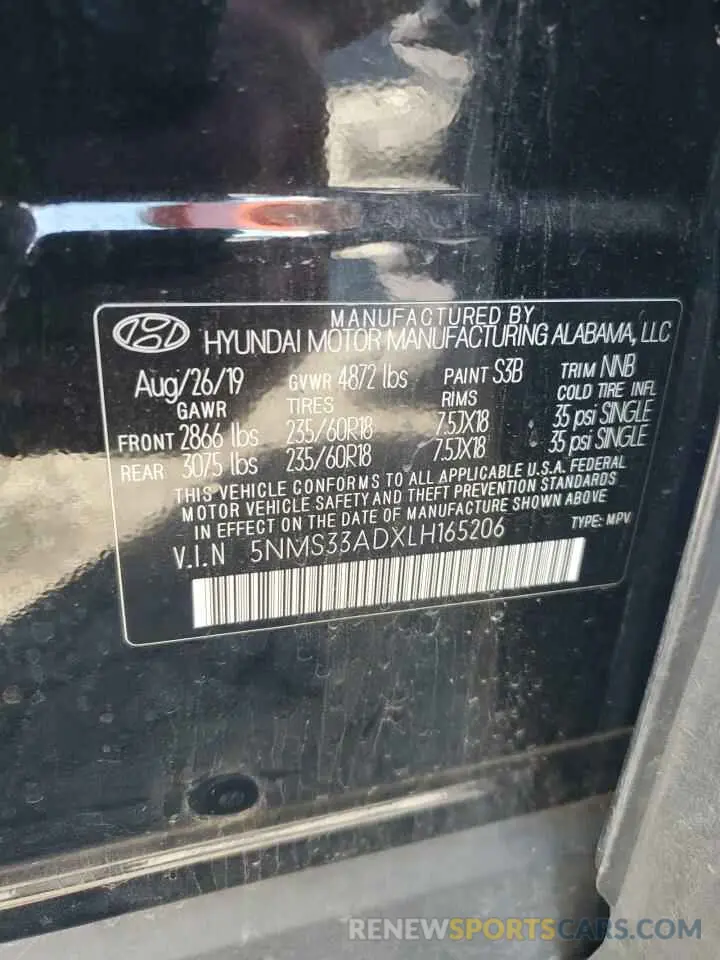 MANUFACTURED BY
HYUNDAI MOTOR MANUFACTURING ALABAMA, LLC
Aug/26/19 GVWR 4872 lbs PAINT S3B TRIM NNB
GAWR TIRES RIMS COLD TIRE INFL
FRONT 2866 lbs 235/60R18 7.5JX18 35 psi SINGLE
REAR 3075 lbs 235/60R18 7.5JX18 35 psi SINGLE
THIS VEHICLE CONFORMS TO ALL APPLICABLE U.S.A. FEDERAL
MOTOR VEHICLE SAFETY AND THEFT PREVENTION STANDARDS
IN EFFECT ON THE DATE OF MANUFACTURE SHOWN ABOVE
V.I.N 5NMS33ADXLH165206 TYPE: MPV
RENEWSPORTSCARS.COM